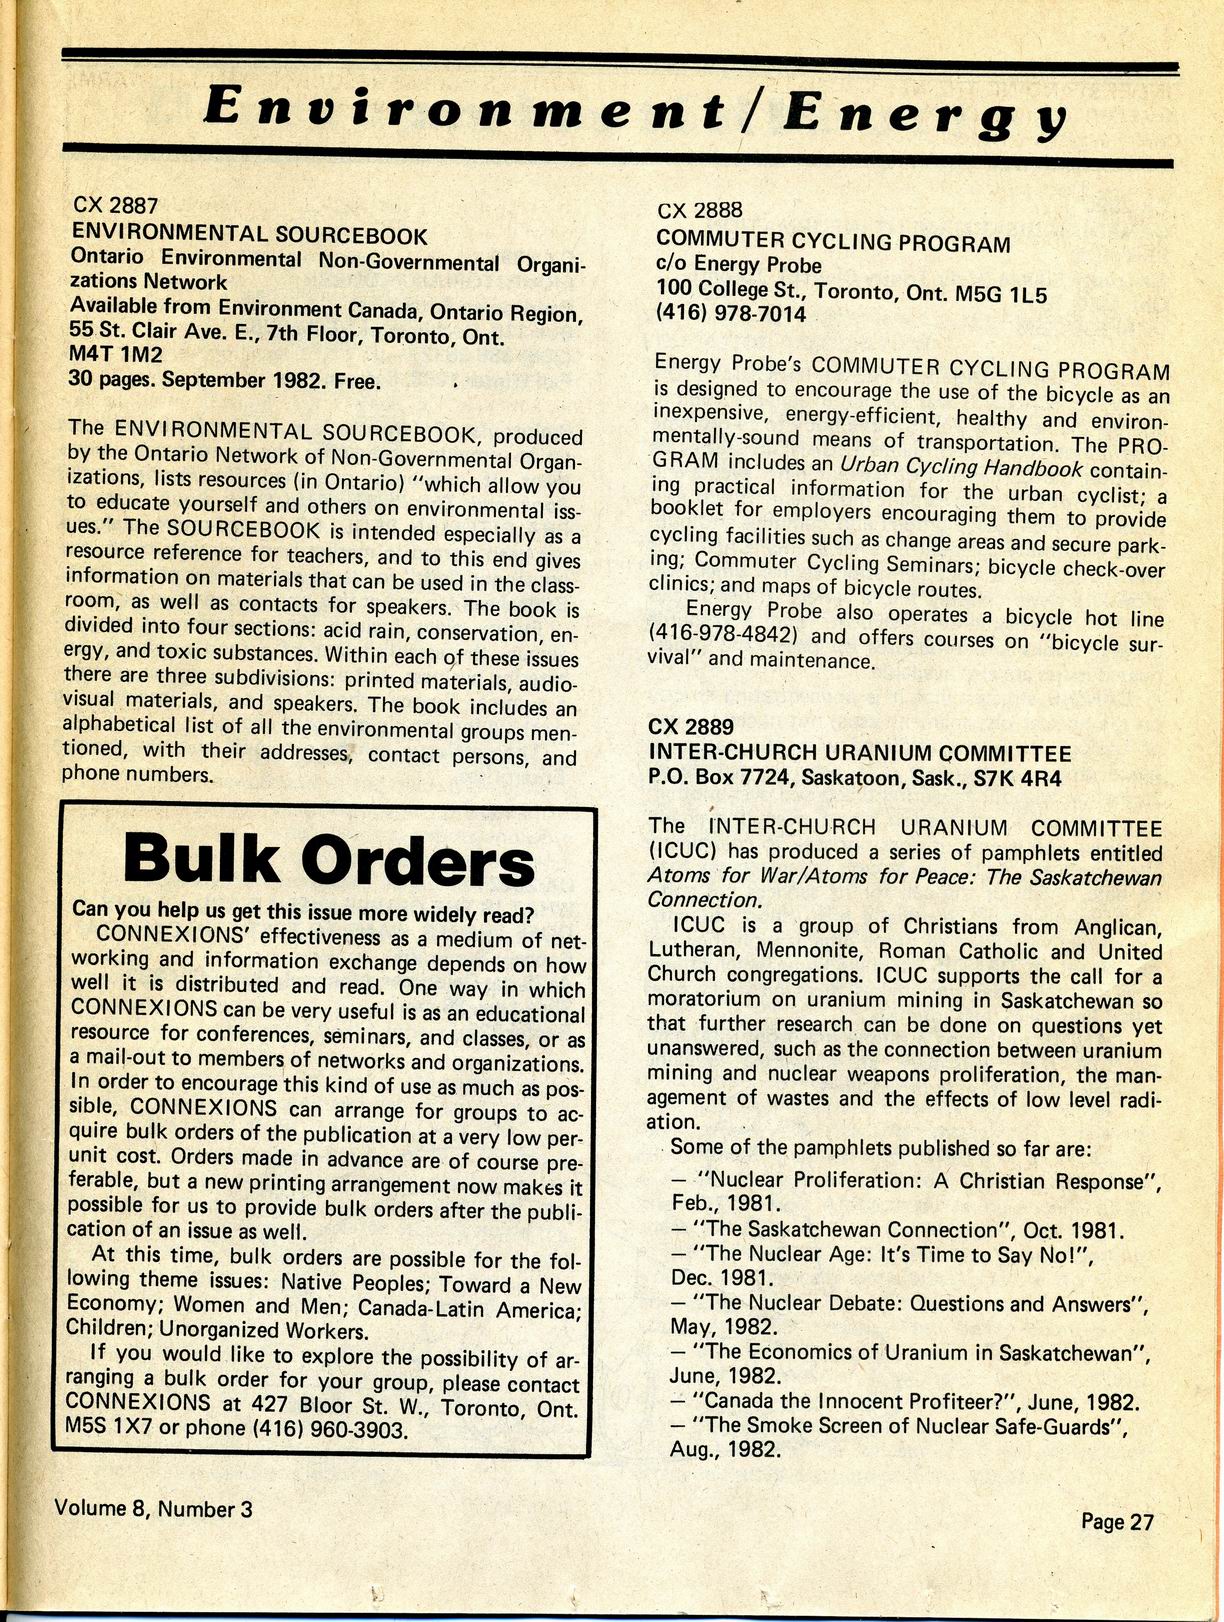 Environment/Energy
CX 2887
ENVIRONMENTAL SOURCEBOOK
Ontario Environmental Non-Governmental Organi-
zations Network
Available from Environment Canada, Ontario Region,
55 St. Clair Ave. E., 7th Floor, Toronto, Ont.
M4T 1M2
30 pages. September 1982. Free.
The ENVIRONMENTAL SOURCEBOOK, produced
by the Ontario Network of Non-Governmental Organ-
izations, lists resources (in Ontario) "which allow you
to educate yourself and others on environmental iss-
ues." The SOURCEBOOK is intended especially as a
resource reference for teachers, and to this end gives
information on materials that can be used in the class-
room, as well as contacts for speakers. The book is
divided into four sections: acid rain, conservation, en-
ergy, and toxic substances. Within each of these issues
there are three subdivisions: printed materials, audio-
visual materials, and speakers. The book includes an
alphabetical list of all the environmental groups men-
tioned, with their addresses, contact persons, and
phone numbers.
Bulk Orders
Can you help us get this issue more widely read?
CONNEXIONS' effectiveness as a medium of net-
working and information exchange depends on how
well it is distributed and read. One way in which
CONNEXIONS can be very useful is as an educational
resource for conferences, seminars, and classes, or as
a mail-out to members of networks and organizations.
In order to encourage this kind of use as much as pos-
sible, CONNEXIONS can arrange for groups to ac-
quire bulk orders of the publication at a very low per-
unit cost. Orders made in advance are of course pre-
ferable, but a new printing arrangement now makes it
possible for us to provide bulk orders after the publi-
cation of an issue as well.
At this time, bulk orders are possible for the fol-
lowing theme issues: Native Peoples; Toward a New
Economy; Women and Men; Canada-Latin America;
Children; Unorganized Workers.
If you would like to explore the possibility of ar-
ranging a bulk order for your group, please contact
CONNEXIONS at 427 Bloor St. W., Toronto, Ont.
M5S 1X7 or phone (416) 960-3903.
CX 2888
COMMUTER CYCLING PROGRAM
c/o Energy Probe
100 College St., Toronto, Ont. M5G 1L5
(416) 978-7014
Energy Probe's COMMUTER CYCLING PROGRAM
is designed to encourage the use of the bicycle as an
inexpensive, energy-efficient, healthy and environ-
mentally-sound means of transportation. The PRO-
GRAM includes an Urban Cycling Handbook contain-
ing practical information for the urban cyclist; a
booklet for employers encouraging them to provide
cycling facilities such as change areas and secure park-
ing; Commuter Cycling Seminars; bicycle check-over
clinics; and maps of bicycle routes.
Energy Probe also operates a bicycle hot line
(416-978-4842) and offers courses on "bicycle sur-
vival" and maintenance.
CX 2889
INTER-CHURCH URANIUM COMMITTEE
P.O. Box 7724, Saskatoon, Sask., S7K 4R4
The INTER-CHURCH URANIUM COMMITTEE
(ICUC) has produced a series of pamphlets entitled
Atoms for War/Atoms for Peace: The Saskatchewan
Connection.
ICUC is a group of Christians from Anglican,
Lutheran, Mennonite, Roman Catholic and United
Church congregations. ICUC supports the call for a
moratorium on uranium mining in Saskatchewan so
that further research can be done on questions yet
unanswered, such as the connection between uranium
mining and nuclear weapons proliferation, the man-
agement of wastes and the effects of low level radi-
ation.
Some of the pamphlets published so far are:
— "Nuclear Proliferation: A Christian Response",
Feb., 1981.
— "The Saskatchewan Connection", Oct. 1981.
— "The Nuclear Age: It's Time to Say No!",
Dec. 1981.
— "The Nuclear Debate: Questions and Answers",
May, 1982.
— "The Economics of Uranium in Saskatchewan",
June, 1982.
— "Canada the Innocent Profiteer?", June, 1982.
— "The Smoke Screen of Nuclear Safe-Guards",
Aug., 1982.
Volume 8, Number 3
Page 27